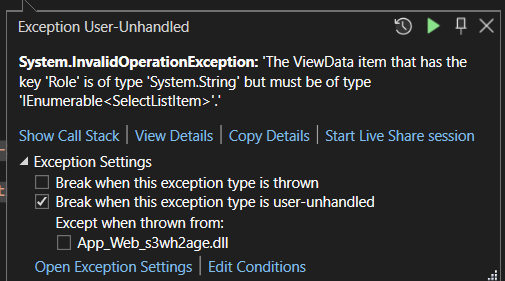 Exception User-Unhandled
System.InvalidOperationException: 'The ViewData item that has the
key 'Role' is of type 'System.String' but must be of type
'IEnumerable<SelectListItem>'.'
Show Call Stack | View Details | Copy Details | Start Live Share session
Exception Settings
Break when this exception type is thrown
Break when this exception type is user-unhandled
Except when thrown from:
App_Web_s3wh2age.dll
Open Exception Settings | Edit Conditions